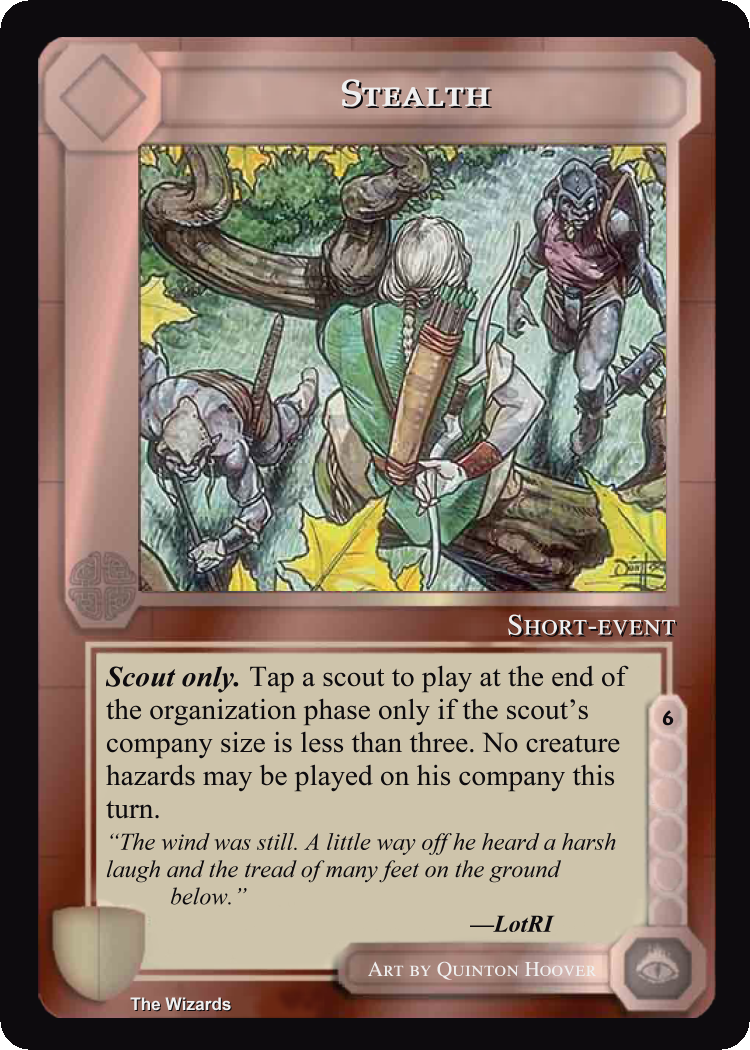 Stealth
Short-event
Scout only. Tap a scout to play at the end of
the organization phase only if the scout’s
company size is less than three. No creature
hazards may be played on his company this
turn.
“The wind was still. A little way off he heard a harsh
laugh and the tread of many feet on the ground
below.”
—LotRI
6
Art by Quinton Hoover
The Wizards